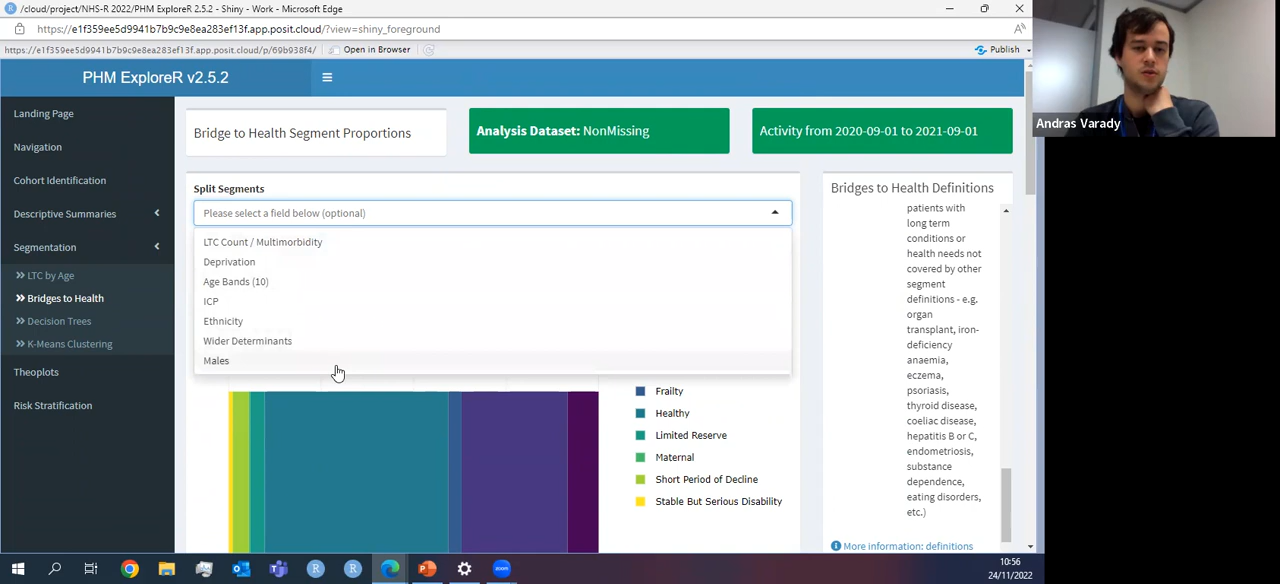 /cloud/project/NHS-R 2022/PHM ExploreR 2.5.2 - Shiny - Work - Microsoft Edge
https://e1f359ee5d9941b7b9c9e8ea283ef13f.app.posit.cloud/?view=shiny_foreground
https://e1f359ee5d9941b7b9c9e8ea283ef13f.app.posit.cloud/p/69b938f4/
Open in Browser
Publish
PHM ExploreR v2.5.2
Landing Page
Navigation
Cohort Identification
Descriptive Summaries
Segmentation
LTC by Age
Bridges to Health
Decision Trees
K-Means Clustering
Theoplots
Risk Stratification
Bridge to Health Segment Proportions
Analysis Dataset: NonMissing
Activity from 2020-09-01 to 2021-09-01
Split Segments
Please select a field below (optional)
LTC Count / Multimorbidity
Deprivation
Age Bands (10)
ICP
Ethnicity
Wider Determinants
Males
Frailty
Healthy
Limited Reserve
Maternal
Short Period of Decline
Stable But Serious Disability
Bridges to Health Definitions
patients with
long term
conditions or
health needs not
covered by other
segment
definitions - e.g.
organ
transplant, iron-
deficiency
anaemia,
eczema,
psoriasis,
thyroid disease,
coeliac disease,
hepatitis B or C,
endometriosis,
substance
dependence,
eating disorders,
etc.)
More information: definitions
Andras Varady
zoom
10:56
24/11/2022